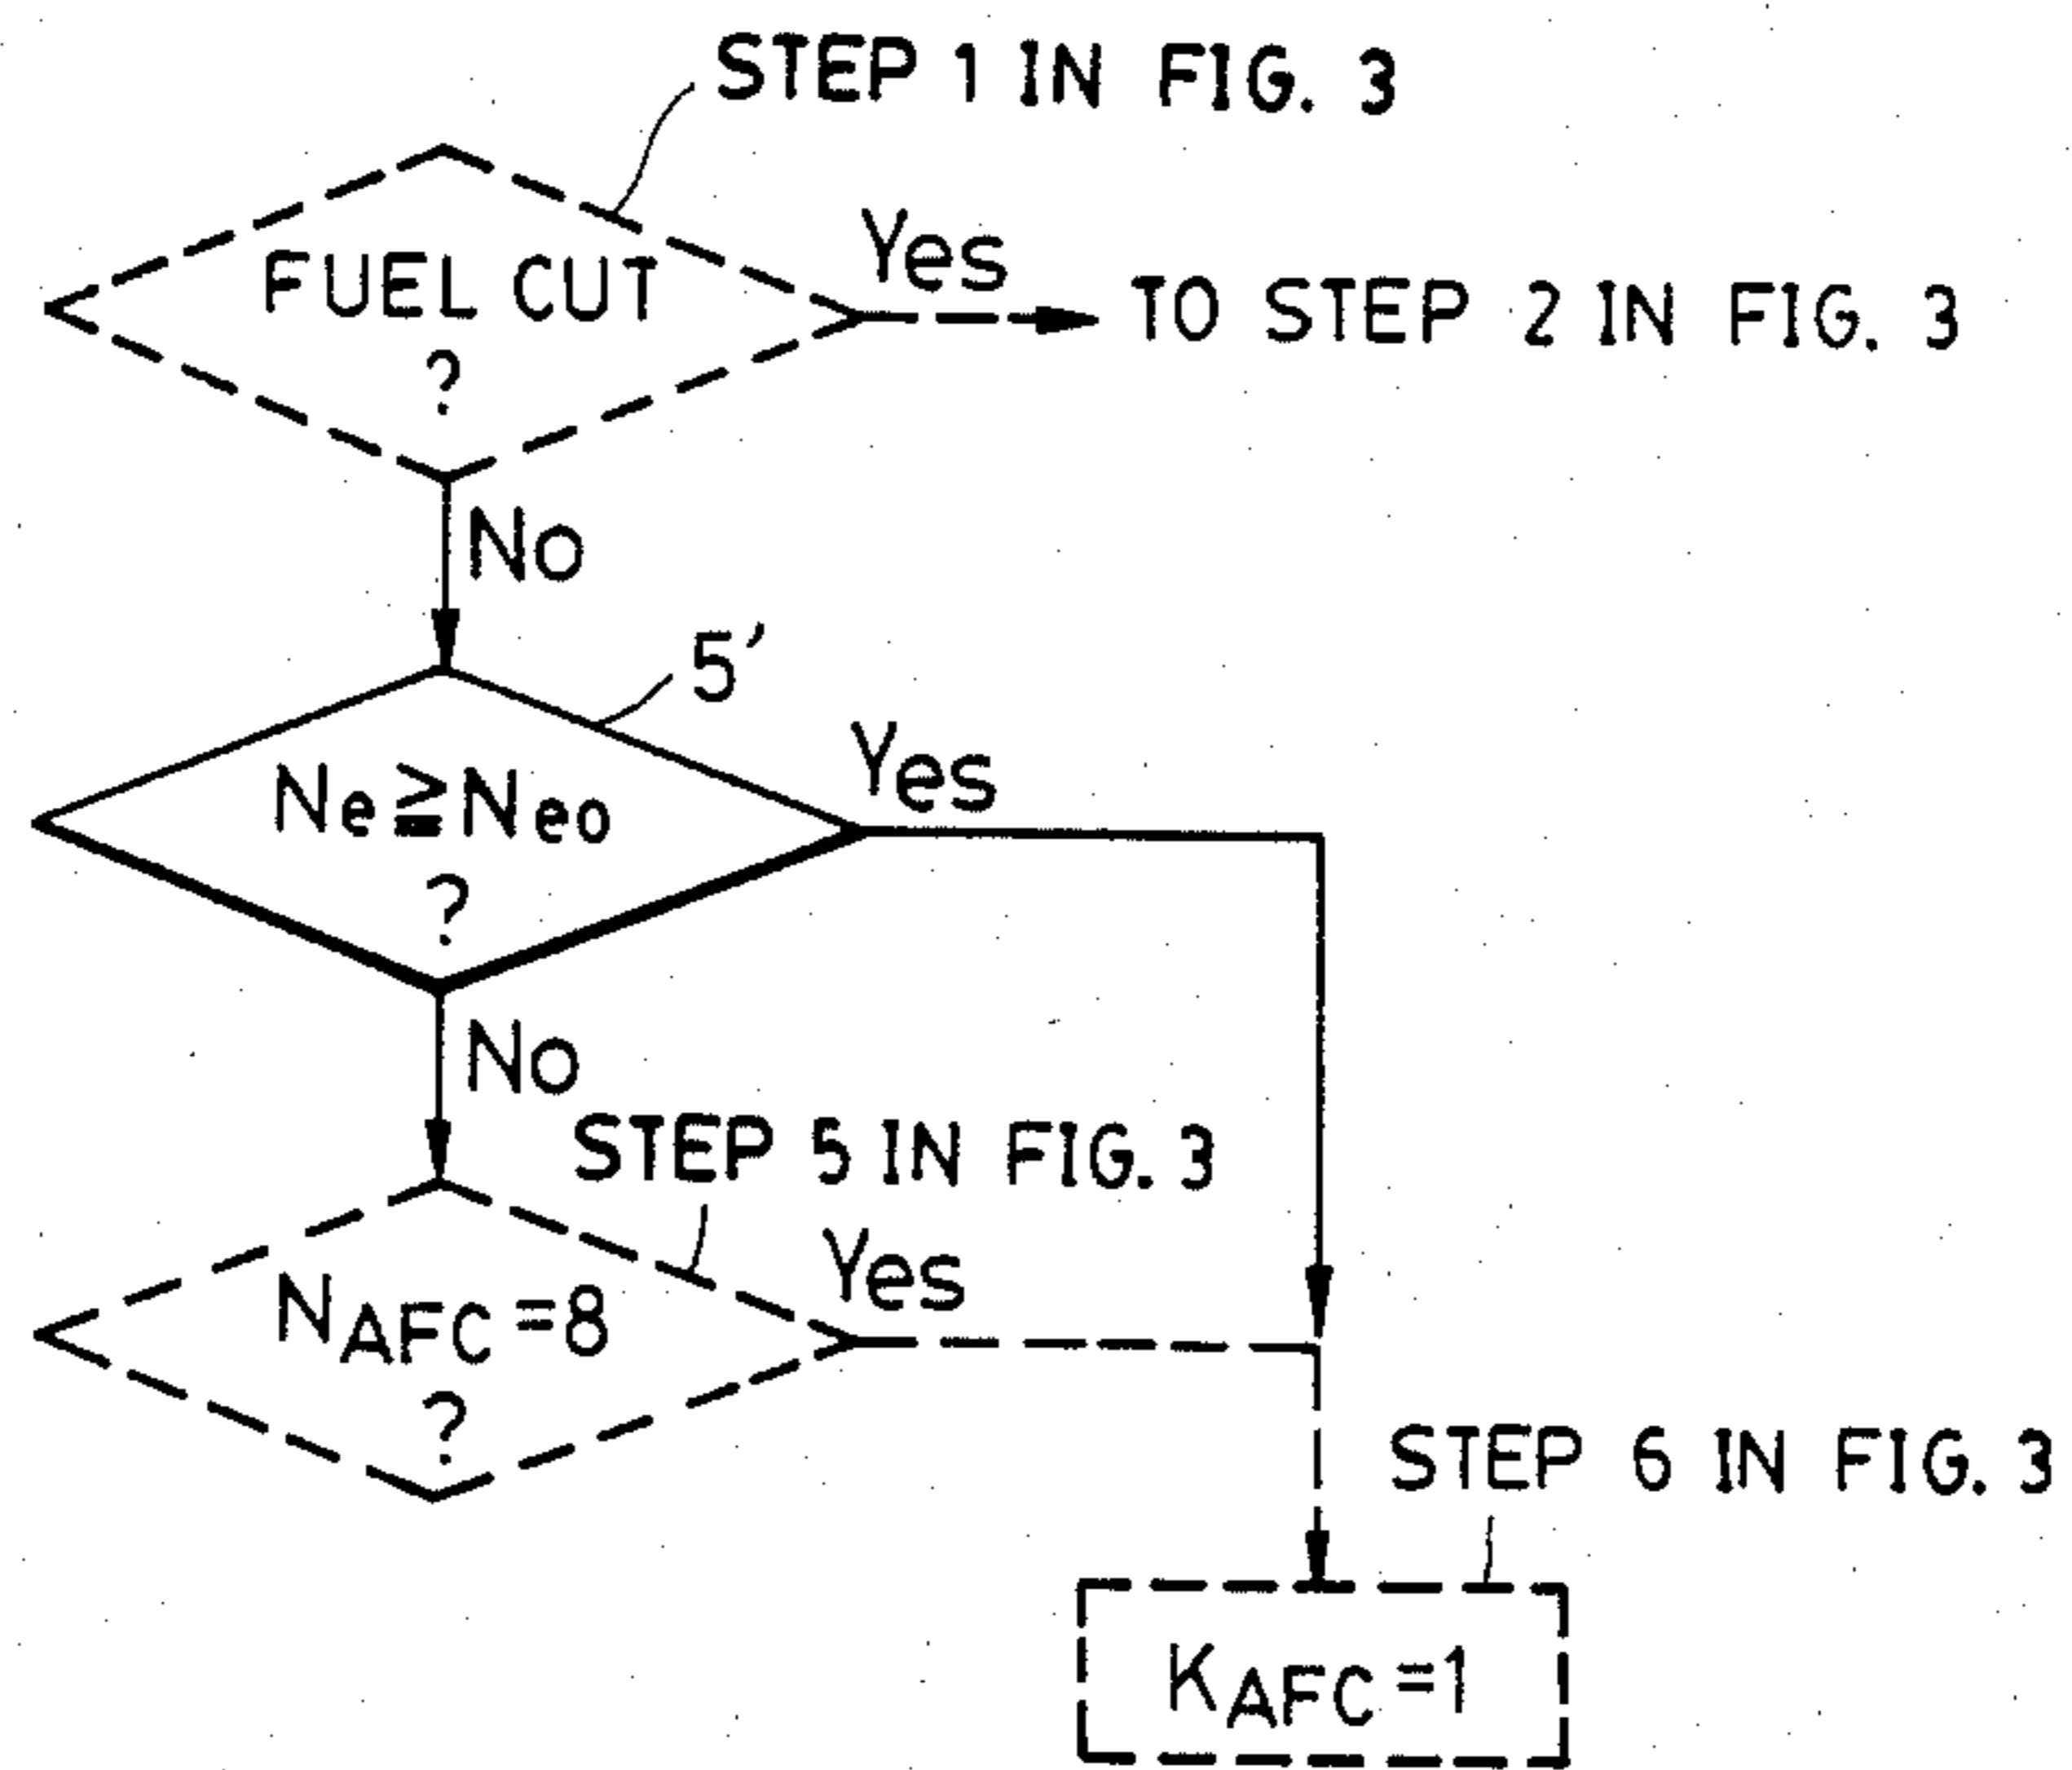 STEP 1 IN FIG. 3
FUEL CUT
?
Yes
TO STEP 2 IN FIG. 3
No
5′
Ne≧Neo
?
Yes
No
STEP 5 IN FIG. 3
NAFC=8
?
Yes
STEP 6 IN FIG. 3
KAFC=1